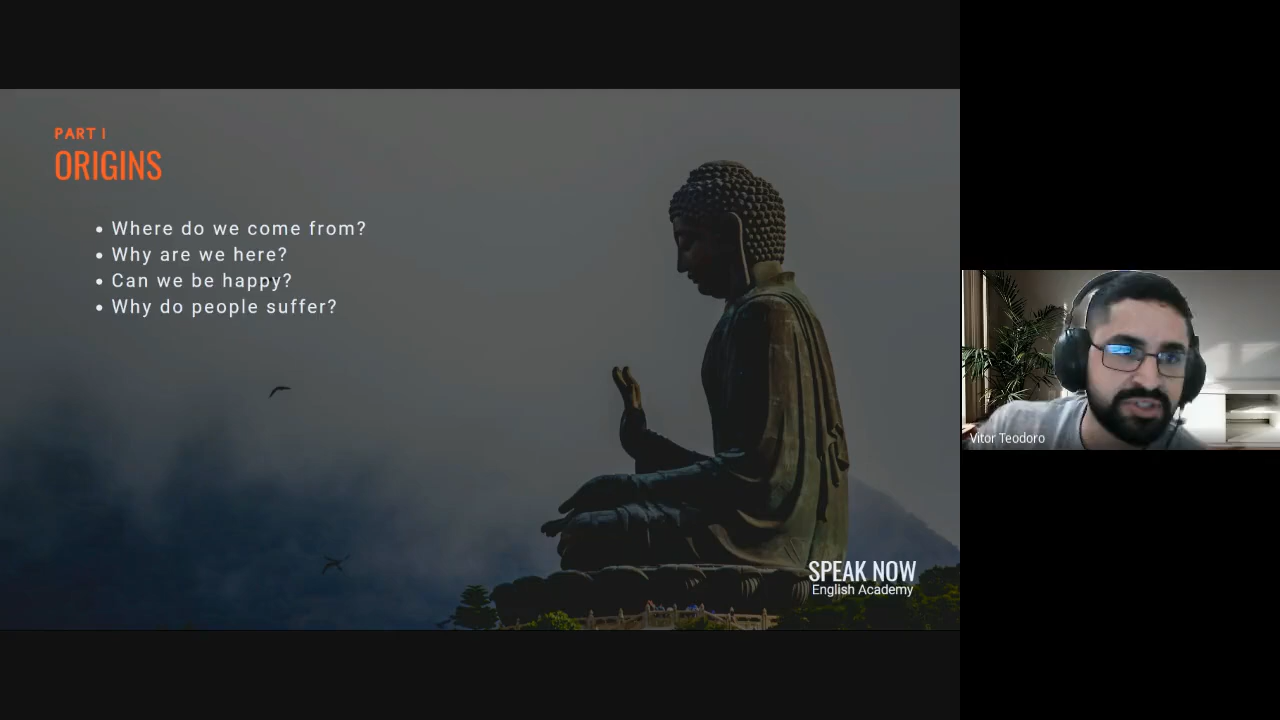 PART I
ORIGINS
Where do we come from?
Why are we here?
Can we be happy?
Why do people suffer?
SPEAK NOW
English Academy
Vitor Teodoro